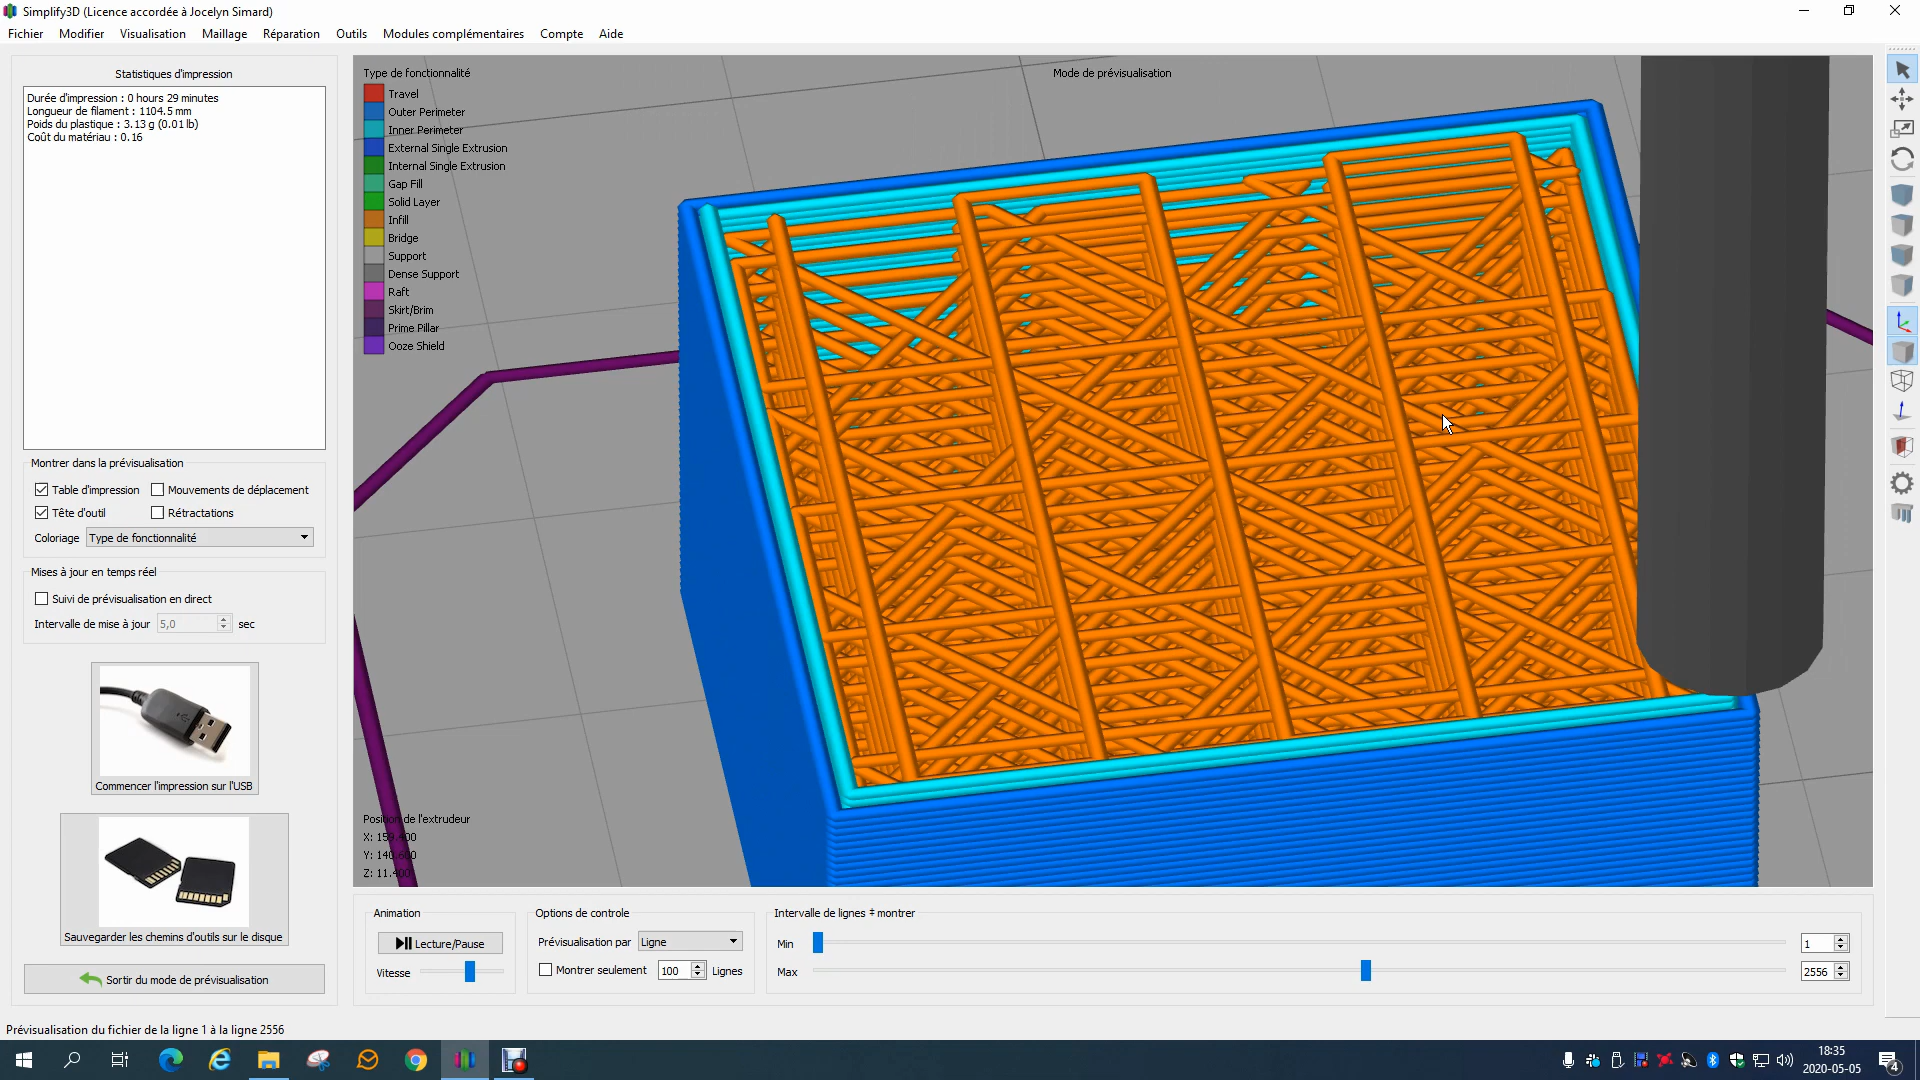 Simplify3D (Licence accordée à Jocelyn Simard)
Fichier Modifier Visualisation Maillage Réparation Outils Modules complémentaires Compte Aide
Statistiques d'impression
Durée d'impression : 0 hours 29 minutes
Longueur de filament : 1104.5 mm
Poids du plastique : 3.13 g (0.01 lb)
Coût du matériau : 0.16
Montrer dans la prévisualisation
Table d'impression Mouvements de déplacement
Tête d'outil Rétractations
Coloriage Type de fonctionnalité
Mises à jour en temps réel
Suivi de prévisualisation en direct
Intervalle de mise à jour 5,0 sec
Commencer l'impression sur l'USB
Sauvegarder les chemins d'outils sur le disque
Sortir du mode de prévisualisation
Type de fonctionnalité
Travel
Outer Perimeter
Inner Perimeter
External Single Extrusion
Internal Single Extrusion
Gap Fill
Solid Layer
Infill
Bridge
Support
Dense Support
Raft
Skirt/Brim
Prime Pillar
Ooze Shield
Mode de prévisualisation
Position de l'extrudeur
X: 159.400
Y: 140.600
Z: 11.400
Animation
Lecture/Pause
Vitesse
Options de controle
Prévisualisation par Ligne
Montrer seulement 100 Lignes
Intervalle de lignes ‡ montrer
Min 1
Max 2556
Prévisualisation du fichier de la ligne 1 à la ligne 2556
18:35
2020-05-05
4